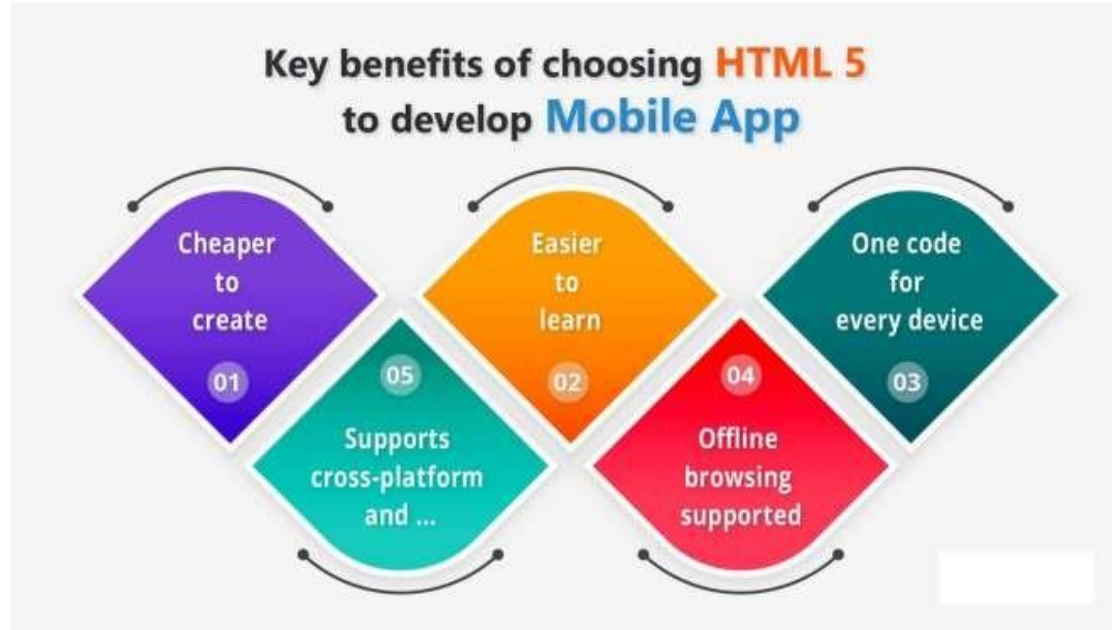 Key benefits of choosing HTML 5
to develop Mobile App
Cheaper
to
create
01
Easier
to
learn
02
One code
for
every device
03
04
Offline
browsing
supported
05
Supports
cross-platform
and ...